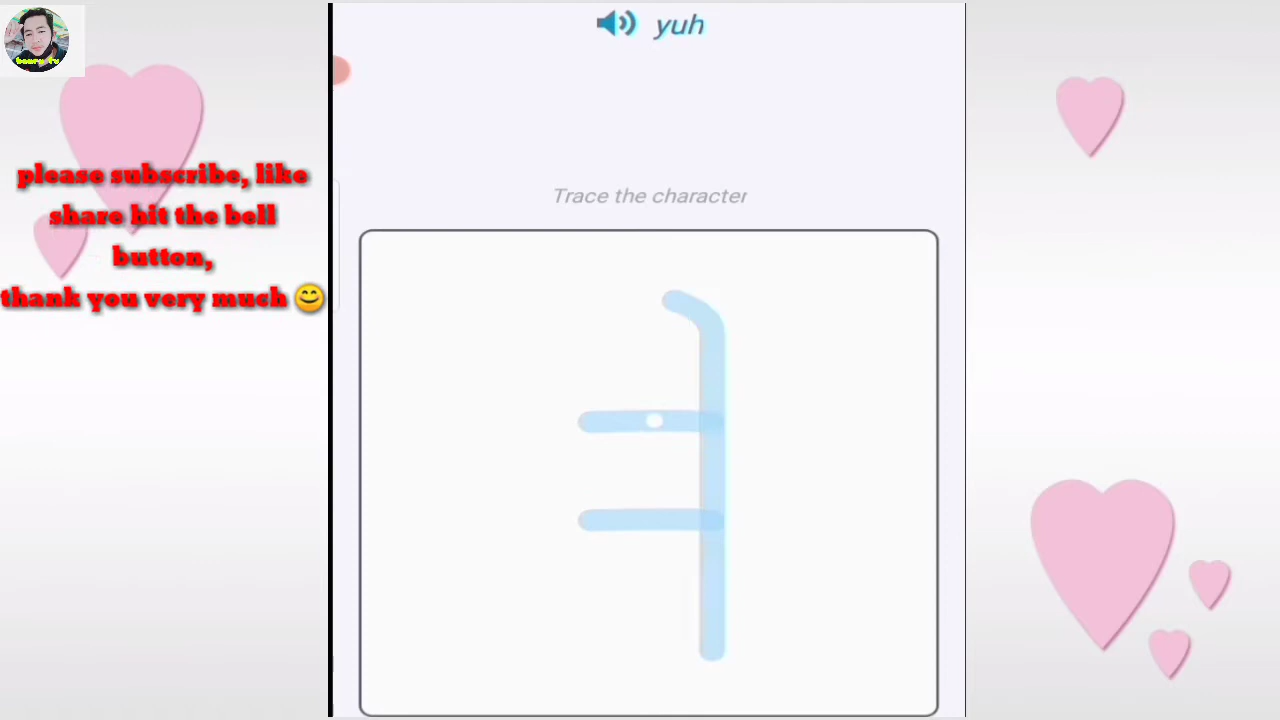 yuh
Trace the character
ㅕ
please subscribe, like
share hit the bell
button,
thank you very much 😊